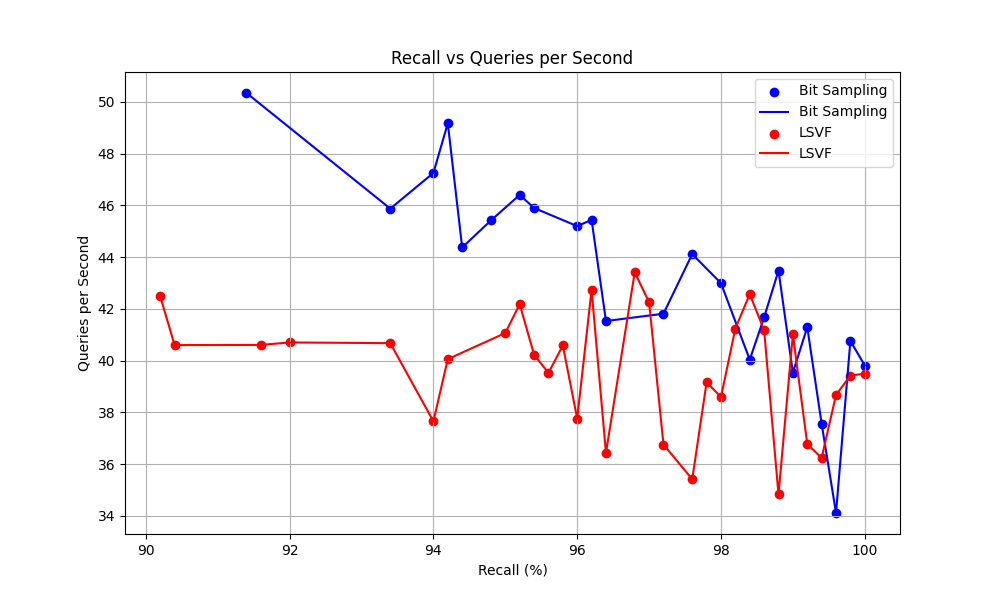 Recall vs Queries per Second
Bit Sampling
Bit Sampling
LSVF
LSVF
Queries per Second
50
48
46
44
42
40
38
36
34
90 92 94 96 98 100
Recall (%)